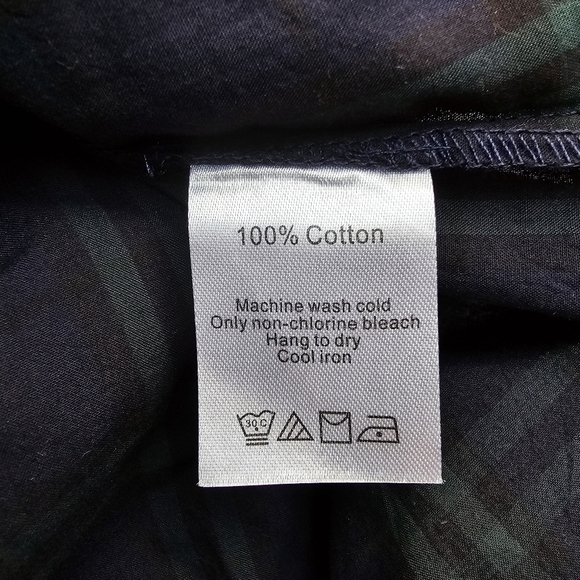 100% Cotton
Machine wash cold
Only non-chlorine bleach
Hang to dry
Cool iron
30 C